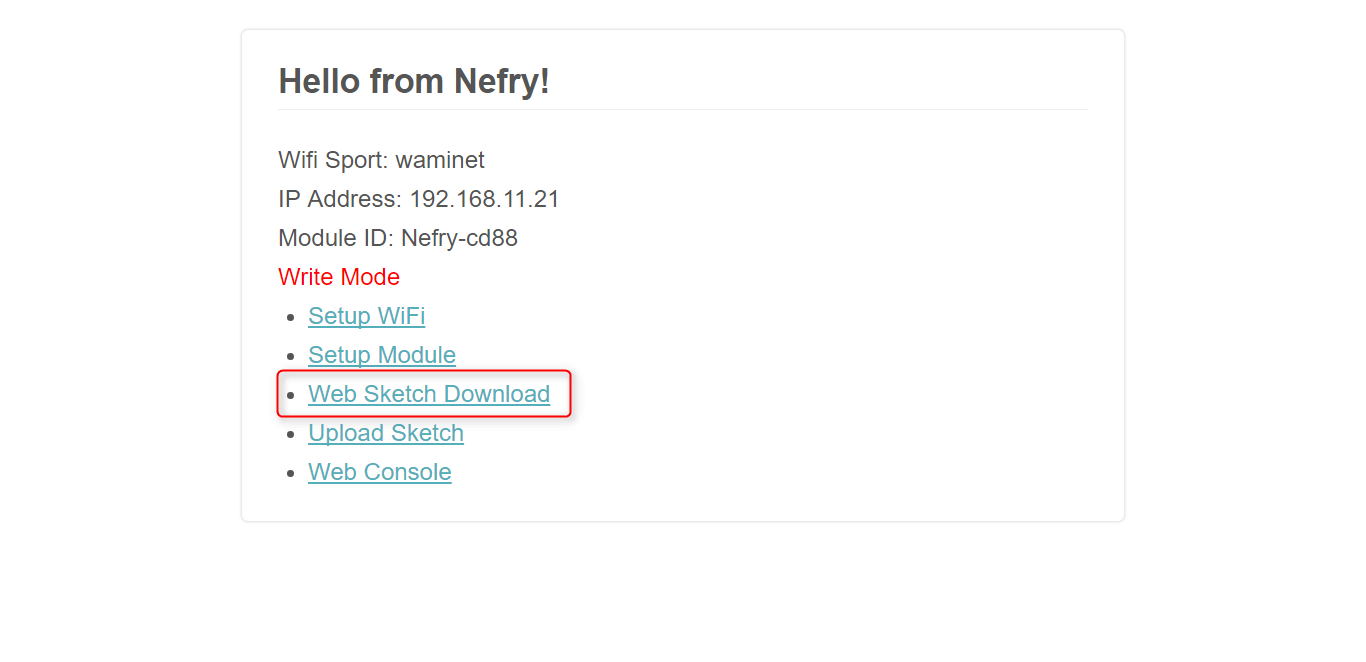 Hello from Nefry!
Wifi Sport: waminet
IP Address: 192.168.11.21
Module ID: Nefry-cd88
Write Mode
Setup WiFi
Setup Module
Web Sketch Download
Upload Sketch
Web Console